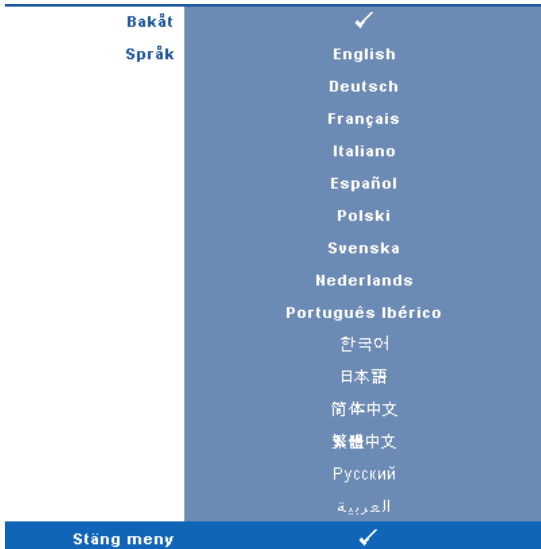 Bakåt ✓
Språk English
Deutsch
Français
Italiano
Español
Polski
Svenska
Nederlands
Português Ibérico
한국어
日本語
简体中文
繁體中文
Русский
العربية
Stäng meny ✓